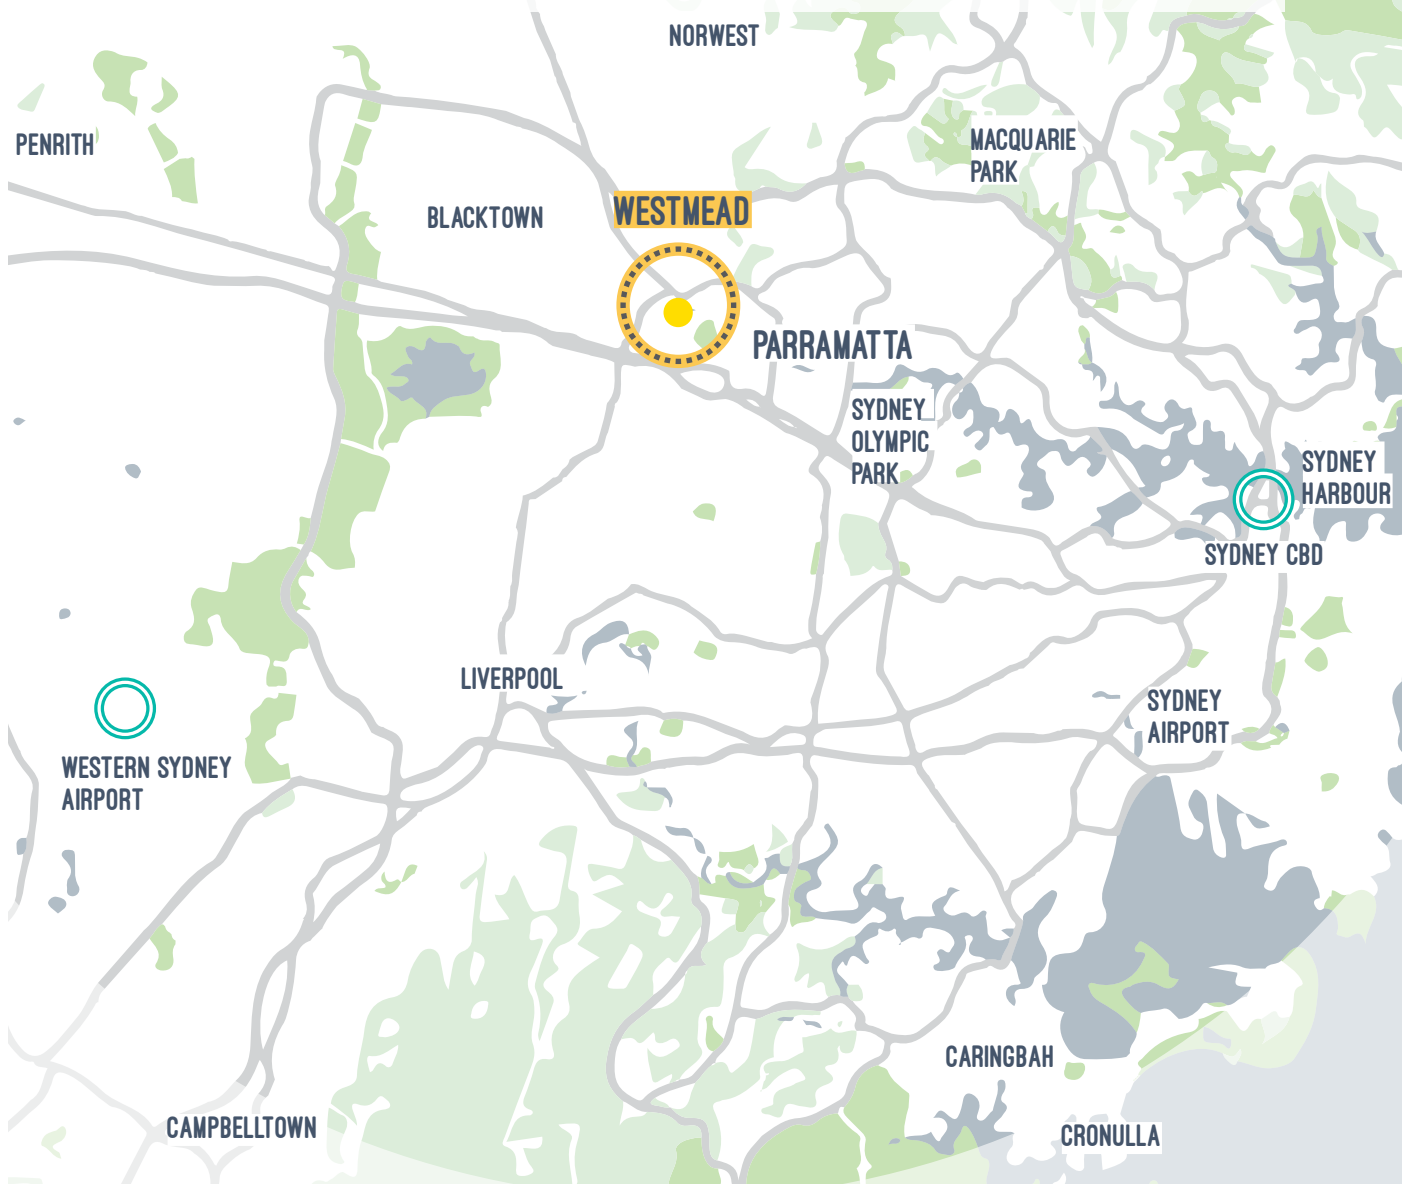 NORWEST
PENRITH
MACQUARIE
PARK
BLACKTOWN
WESTMEAD
PARRAMATTA
SYDNEY
OLYMPIC
PARK
SYDNEY
HARBOUR
SYDNEY CBD
LIVERPOOL
SYDNEY
AIRPORT
WESTERN SYDNEY
AIRPORT
CARINGBAH
CAMPBELLTOWN
CRONULLA